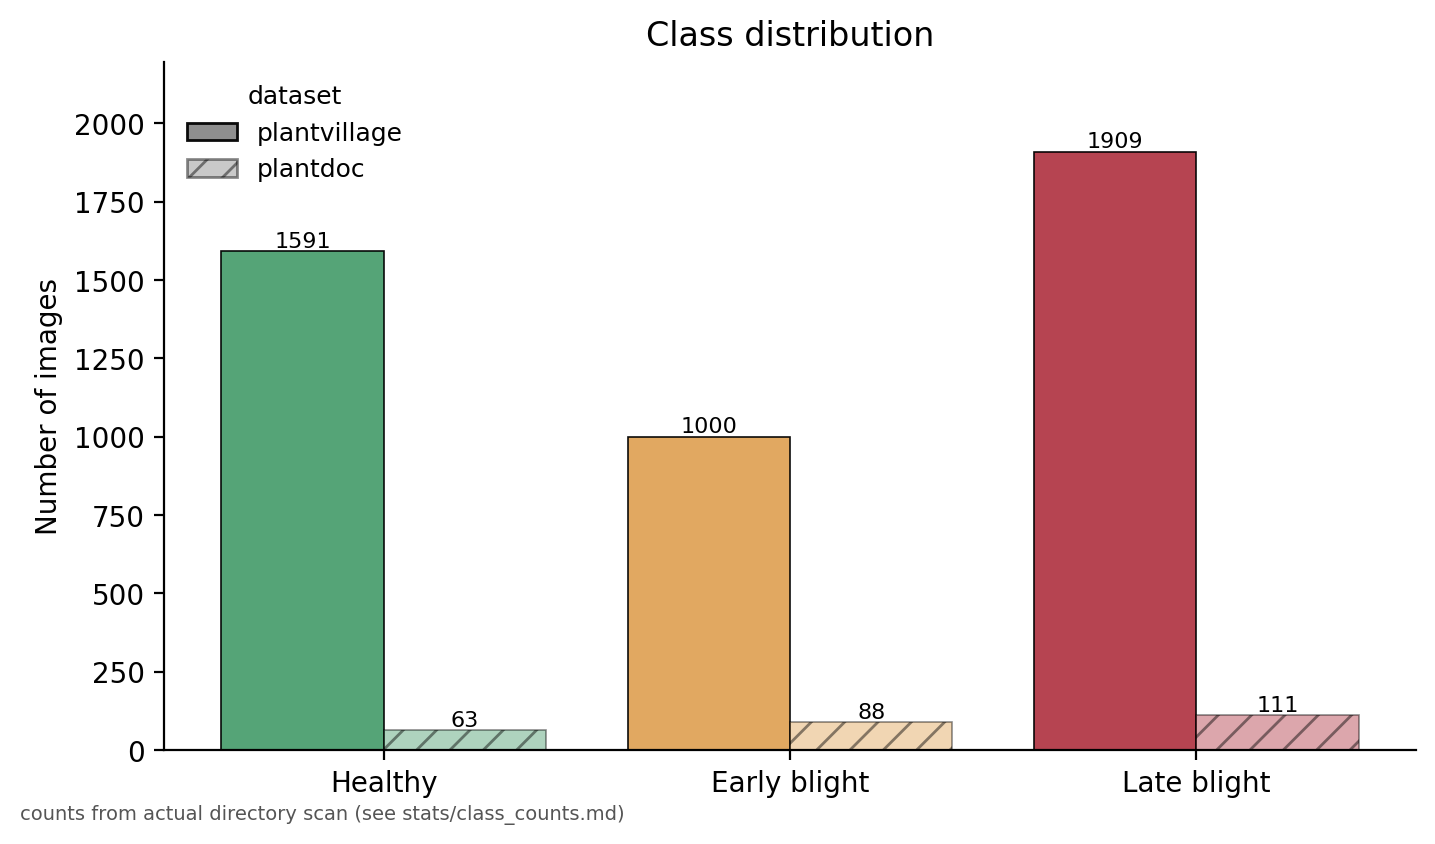 Class distribution
dataset
plantvillage
plantdoc
Number of images
2000
1750
1500
1250
1000
750
500
250
0
1591
63
1000
88
1909
111
Healthy
Early blight
Late blight
counts from actual directory scan (see stats/class_counts.md)